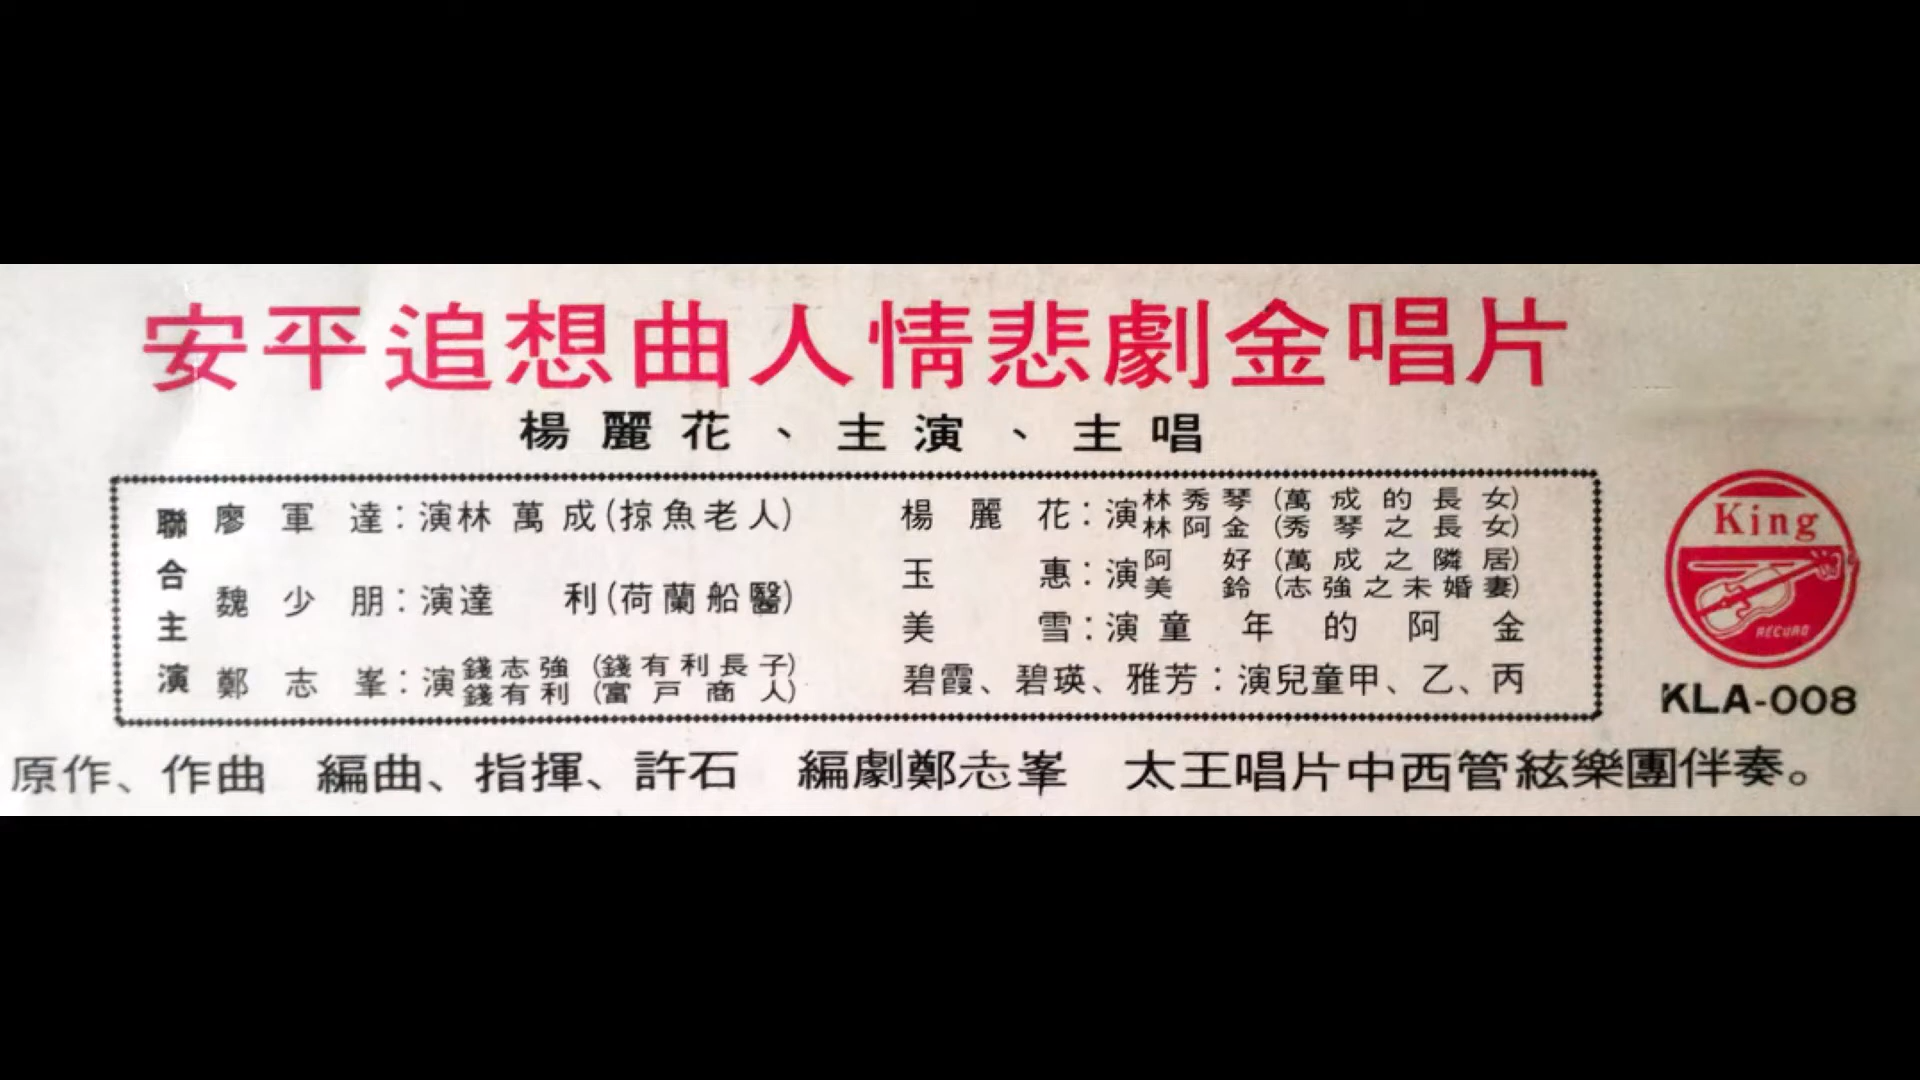 安平追想曲人情悲劇金唱片
楊麗花、主演、主唱
聯合主演
廖軍達：演林萬成(掠魚老人)
魏少朋：演達利(荷蘭船醫)
鄭志峯：演錢志強(錢有利長子)
錢有利(富戸商人)
楊麗花：演林秀琴(萬成的長女)
林阿金(秀琴之長女)
玉惠：演阿好(萬成之隣居)
美鈴(志強之未婚妻)
美雪：演童年的阿金
碧霞、碧瑛、雅芳：演兒童甲、乙、丙
King
RECORD
KLA-008
原作、作曲 編曲、指揮、許石 編劇鄭志峯 太王唱片中西管絃樂團伴奏。